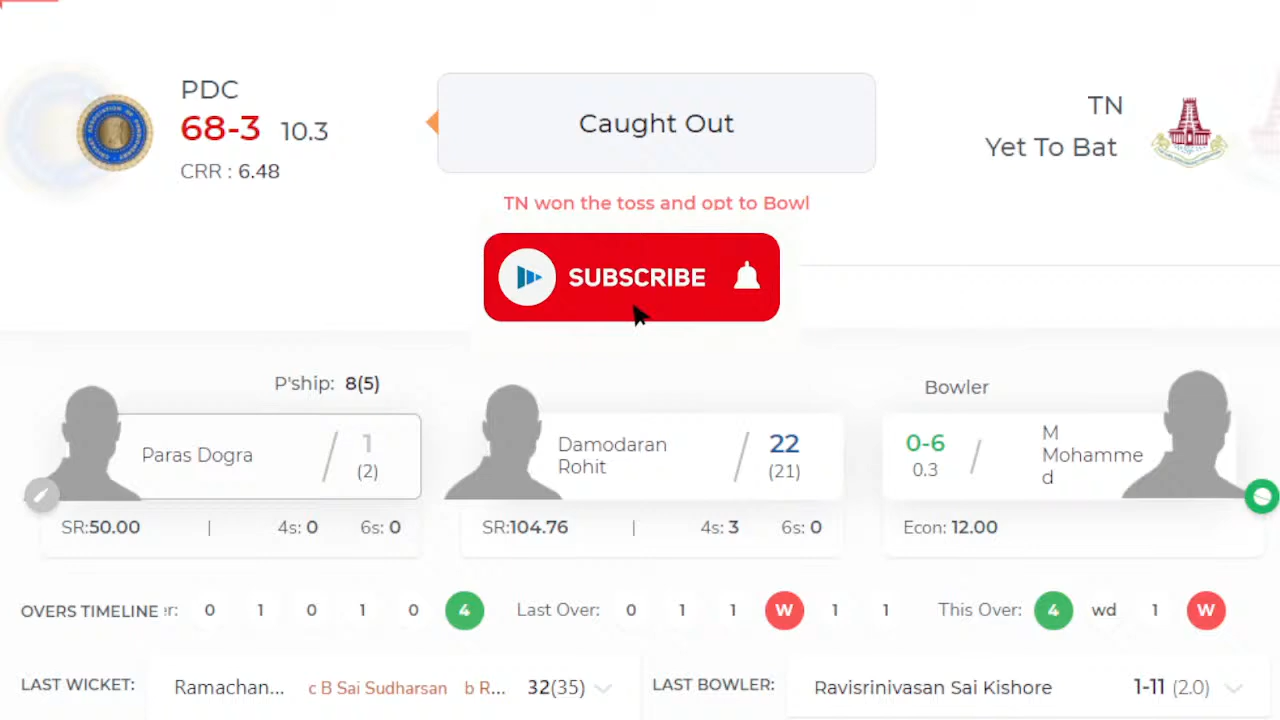 PDC
68-3 10.3
CRR : 6.48
Caught Out
TN won the toss and opt to Bowl
TN
Yet To Bat
SUBSCRIBE
P'ship: 8(5)
Paras Dogra / 1
(2)
SR:50.00 | 4s: 0 6s: 0
Damodaran
Rohit / 22
(21)
SR:104.76 | 4s: 3 6s: 0
Bowler
0-6
0.3 /
M
Mohamme
d
Econ: 12.00
OVERS TIMELINE r: 0 1 0 1 0 4 Last Over: 0 1 1 W 1 1 This Over: 4 wd 1 W
LAST WICKET: Ramachan... c B Sai Sudharsan b R... 32(35)
LAST BOWLER: Ravisrinivasan Sai Kishore 1-11 (2.0)